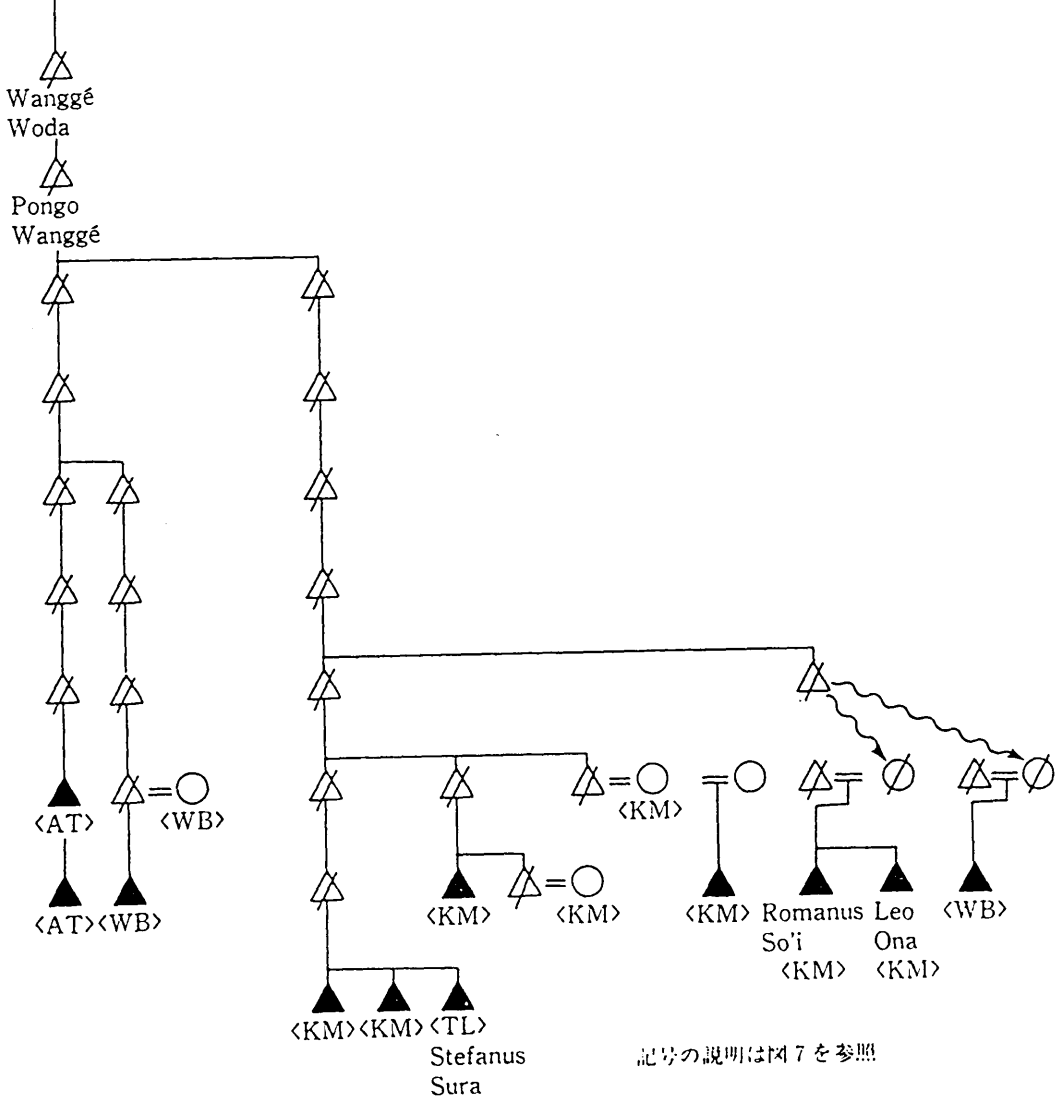 Wanggé
Woda
Pongo
Wanggé
<AT>
<WB>
<KM>
<AT><WB>
<KM>
<KM>
<KM>
Romanus
So'i
<KM>
Leo
Ona
<KM>
<WB>
<KM><KM><TL>
Stefanus
Sura
記号の説明は図7を参照